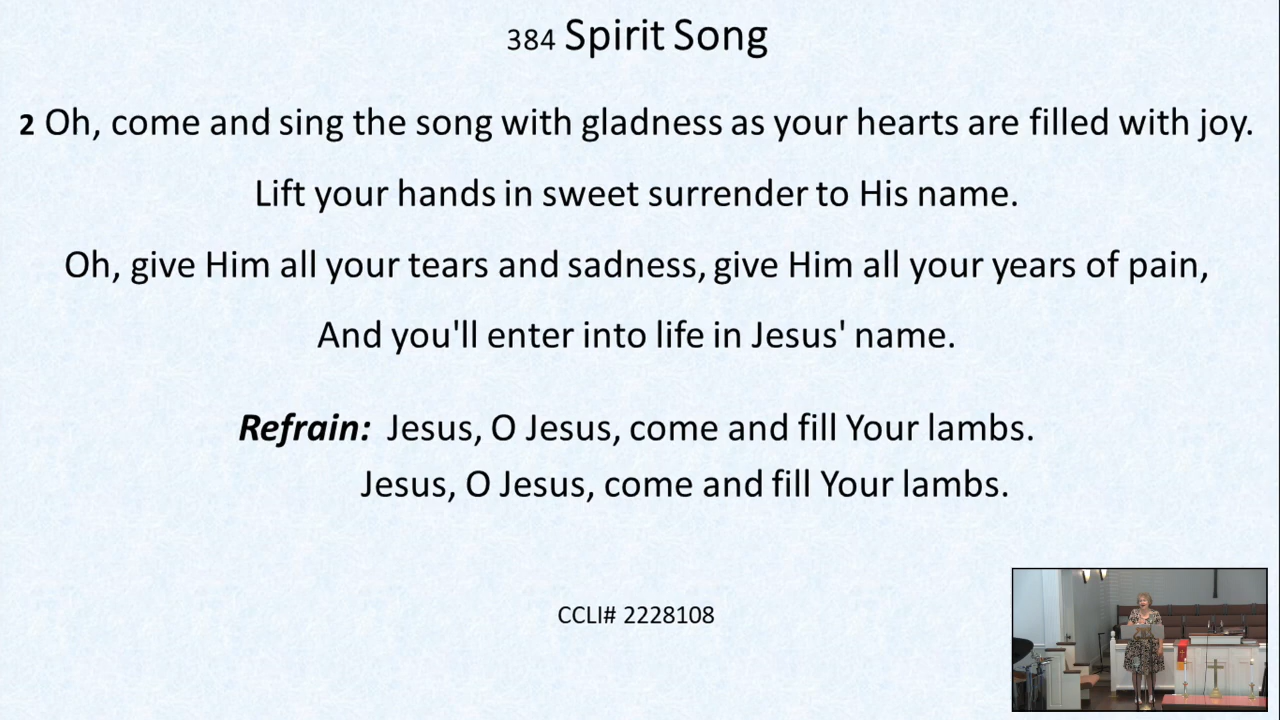 384 Spirit Song
2 Oh, come and sing the song with gladness as your hearts are filled with joy.
Lift your hands in sweet surrender to His name.
Oh, give Him all your tears and sadness, give Him all your years of pain,
And you'll enter into life in Jesus' name.
Refrain: Jesus, O Jesus, come and fill Your lambs.
Jesus, O Jesus, come and fill Your lambs.
CCLI# 2228108